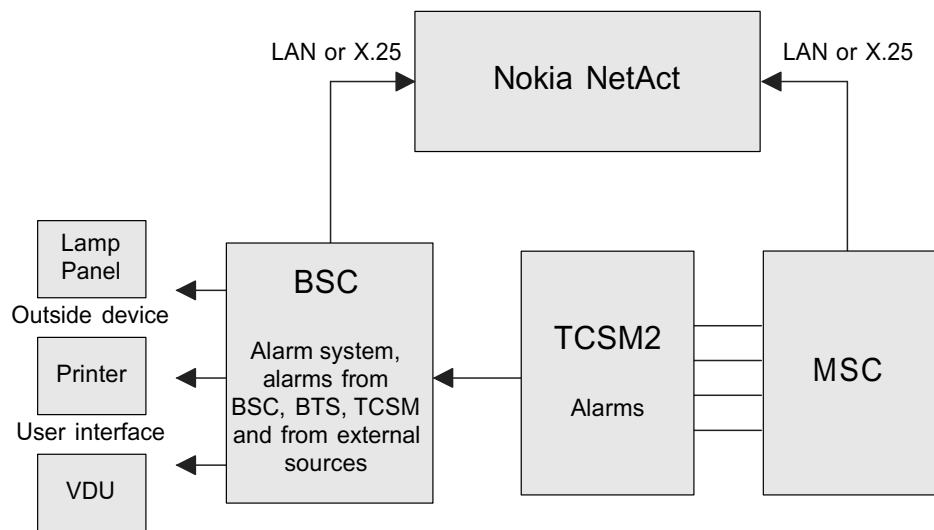 LAN or X.25
Nokia NetAct
LAN or X.25
Lamp
Panel
Outside device
Printer
User interface
VDU
BSC
Alarm system,
alarms from
BSC, BTS, TCSM
and from external
sources
TCSM2
Alarms
MSC